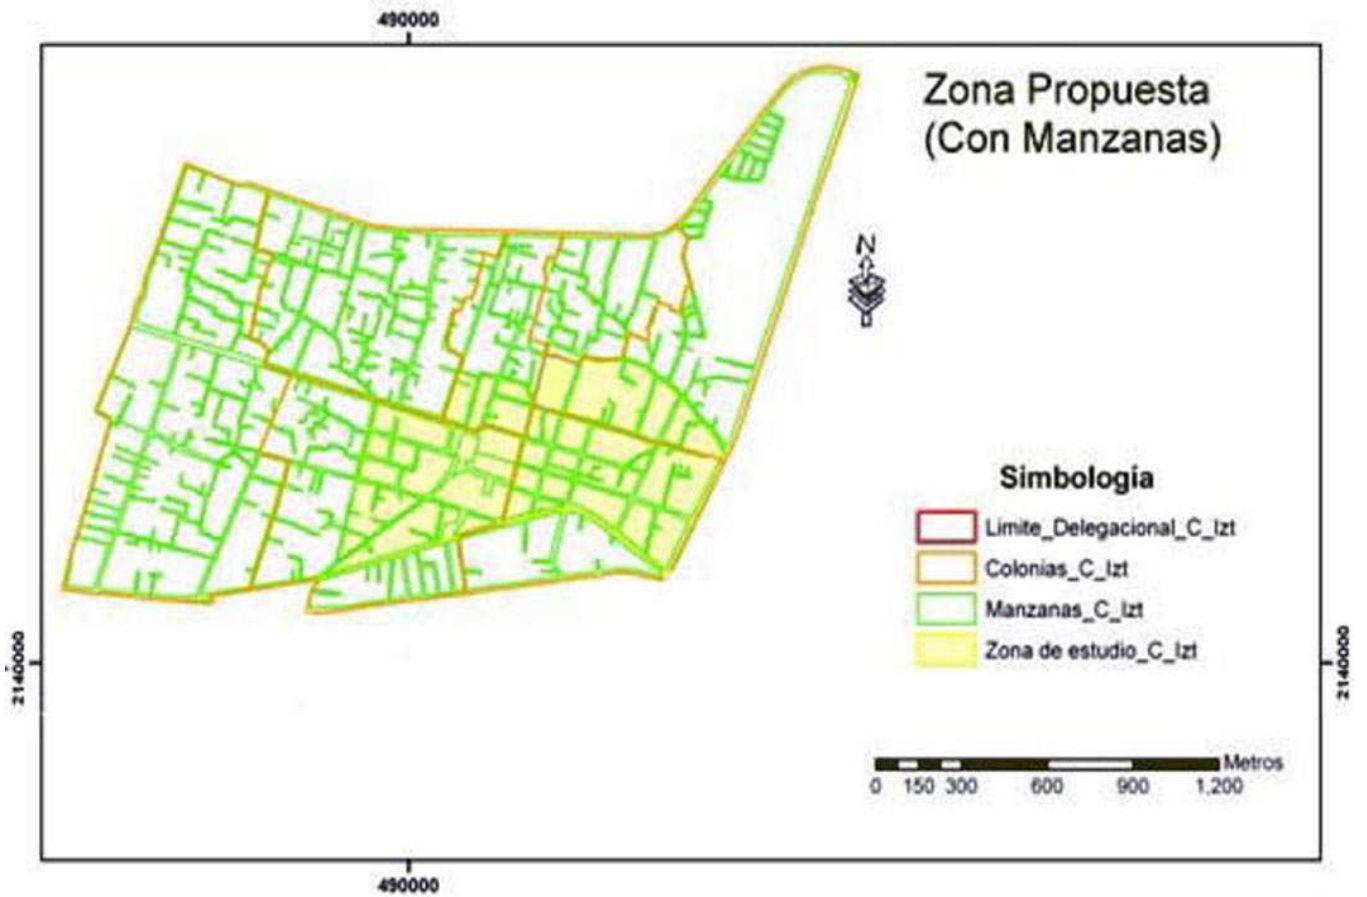 490000
Zona Propuesta
(Con Manzanas)
N
Simbología
Limite_Delegacional_C_Izt
Colonias_C_Izt
Manzanas_C_Izt
Zona de estudio_C_Izt
2140000
2140000
Metros
0 150 300 600 900 1,200
490000